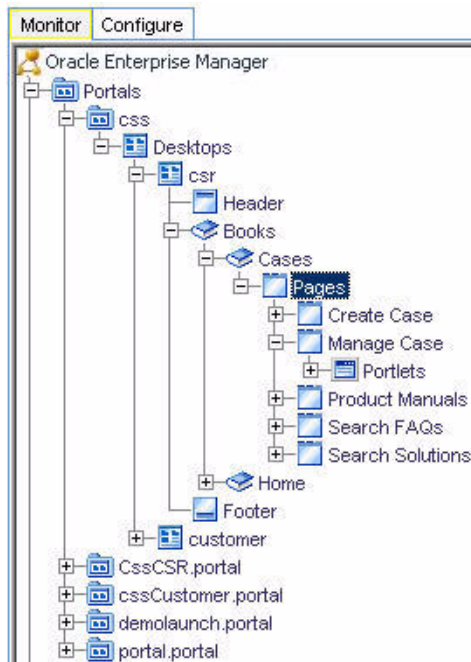 Monitor Configure
Oracle Enterprise Manager
Portals
css
Desktops
csr
Header
Books
Cases
Pages
Create Case
Manage Case
Portlets
Product Manuals
Search FAQs
Search Solutions
Home
Footer
customer
CssCSR.portal
cssCustomer.portal
demolaunch.portal
portal.portal